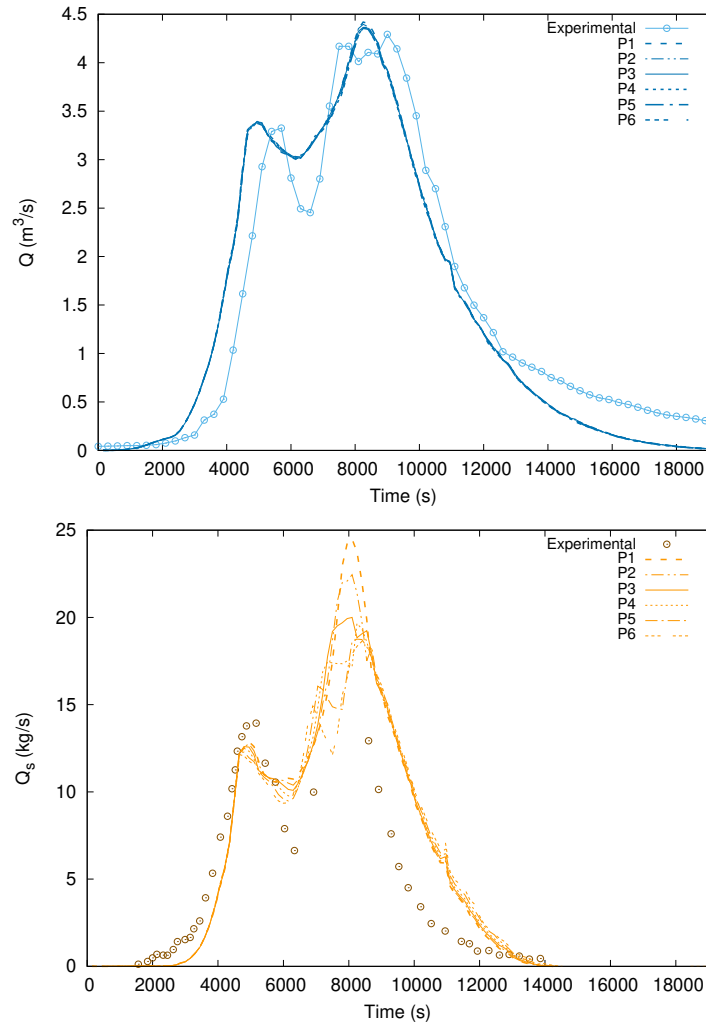 4.5
4
3.5
3
2.5
2
1.5
1
0.5
0
Q (m³/s)
Experimental
P1
P2
P3
P4
P5
P6
0 2000 4000 6000 8000 10000 12000 14000 16000 18000
Time (s)
25
20
15
10
5
0
Qₛ (kg/s)
Experimental
P1
P2
P3
P4
P5
P6
0 2000 4000 6000 8000 10000 12000 14000 16000 18000
Time (s)